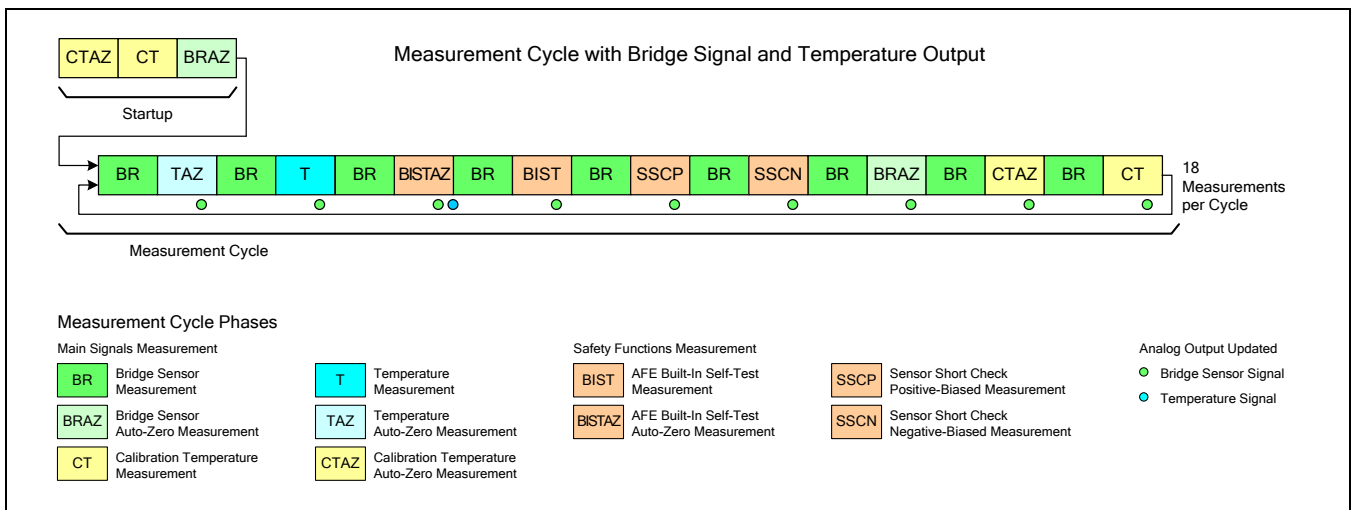 Measurement Cycle with Bridge Signal and Temperature Output
CTAZ CT BRAZ
Startup
BR TAZ BR T BR BISTAZ BR BIST BR SSCP BR SSCN BR BRAZ BR CTAZ BR CT
18
Measurements
per Cycle
Measurement Cycle
Measurement Cycle Phases
Main Signals Measurement
BR
Bridge Sensor
Measurement
BRAZ
Bridge Sensor
Auto-Zero Measurement
CT
Calibration Temperature
Measurement
T
Temperature
Measurement
TAZ
Temperature
Auto-Zero Measurement
CTAZ
Calibration Temperature
Auto-Zero Measurement
Safety Functions Measurement
BIST
AFE Built-In Self-Test
Measurement
BISTAZ
AFE Built-In Self-Test
Auto-Zero Measurement
SSCP
Sensor Short Check
Positive-Biased Measurement
SSCN
Sensor Short Check
Negative-Biased Measurement
Analog Output Updated
Bridge Sensor Signal
Temperature Signal